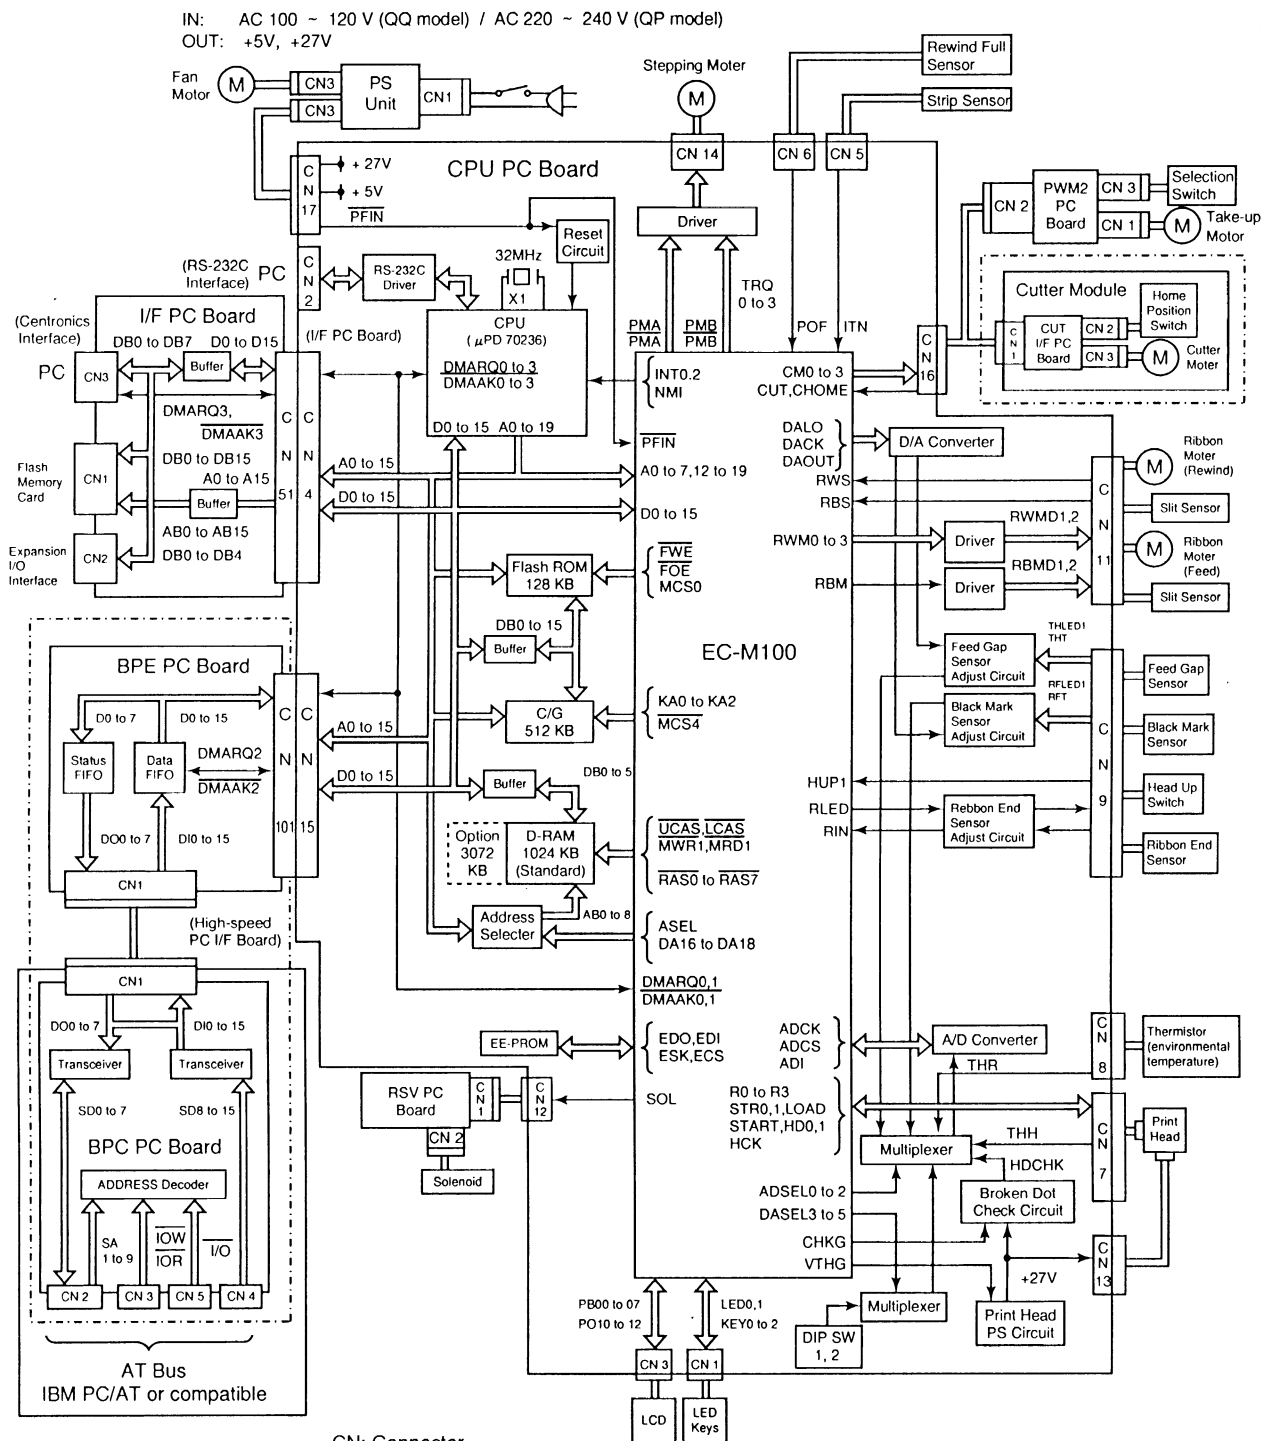 IN: AC 100 ~ 120 V (QQ model) / AC 220 ~ 240 V (QP model)
OUT: +5V, +27V
Fan
Motor
M
CN3
CN3
PS
Unit
CN1
Stepping Moter
M
CN 14
Driver
Rewind Full
Sensor
Strip Sensor
CN 6
CN 5
CPU PC Board
CN 17
+ 27V
+ 5V
PFIN
Reset
Circuit
CN 2
PWM2
PC
Board
CN 3
CN 1
Selection
Switch
M
Take-up
Motor
(RS-232C
Interface)
PC
CN 2
RS-232C
Driver
32MHz
X1
TRQ
0 to 3
POF
ITN
PMA
PMA
PMB
PMB
Cutter Module
CN 1
CUT
I/F PC
Board
CN 2
CN 3
Home
Position
Switch
M
Cutter
Moter
CN 16
(Centronics
Interface)
I/F PC Board
(I/F PC Board)
DB0 to DB7
D0 to D15
PC
CN3
Buffer
DMARQ3,
DMAAK3
CN 51
CN 4
Flash
Memory
Card
CN1
DB0 to DB15
A0 to A15
Buffer
AB0 to AB15
DB0 to DB4
Expansion
I/O
Interface
CN2
CPU
(μPD 70236)
DMARQ0 to 3
DMAAK0 to 3
D0 to 15
A0 to 19
A0 to 15
D0 to 15
INT0.2
NMI
PFIN
A0 to 7,12 to 19
D0 to 15
CM0 to 3
CUT,CHOME
DALO
DACK
DAOUT
D/A Converter
RWS
RBS
RWM0 to 3
Driver
RWMD1,2
RBM
Driver
RBMD1,2
CN 11
M
Ribbon
Moter
(Rewind)
Slit Sensor
M
Ribbon
Moter
(Feed)
Slit Sensor
Flash ROM
128 KB
FWE
FOE
MCS0
DB0 to 15
Buffer
EC-M100
C/G
512 KB
KA0 to KA2
MCS4
THLED1
THT
Feed Gap
Sensor
Adjust Circuit
RFLED1
RFT
Black Mark
Sensor
Adjust Circuit
CN 9
Feed Gap
Sensor
Black Mark
Sensor
Head Up
Switch
Ribbon End
Sensor
HUP1
RLED
RIN
Rebbon End
Sensor
Adjust Circuit
BPE PC Board
D0 to 7
D0 to 15
Status
FIFO
Data
FIFO
DMARQ2
DMAAK2
DO0 to 7
DI0 to 15
CN 101
CN 15
A0 to 15
D0 to 15
CN1
(High-speed
PC I/F Board)
Buffer
DB0 to 5
Option
3072
KB
D-RAM
1024 KB
(Standard)
UCAS,LCAS
MWR1,MRD1
RAS0 to RAS7
Address
Selecter
AB0 to 8
ASEL
DA16 to DA18
DMARQ0,1
DMAAK0,1
EE-PROM
EDO,EDI
ESK,ECS
CN1
DO0 to 7
DI0 to 15
Transceiver
Transceiver
SD0 to 7
SD8 to 15
BPC PC Board
ADDRESS Decoder
SA
1 to 9
IOW
IOR
I/O
CN 2
CN 3
CN 5
CN 4
AT Bus
IBM PC/AT or compatible
RSV PC
Board
CN 1
CN 2
CN 12
Solenoid
SOL
ADCK
ADCS
ADI
A/D Converter
THR
CN 8
Thermistor
(environmental
temperature)
R0 to R3
STR0,1,LOAD
START,HD0,1
HCK
THH
Multiplexer
HDCHK
CN 7
Print
Head
ADSEL0 to 2
DASEL3 to 5
CHKG
VTHG
Broken Dot
Check Circuit
+27V
CN 13
Multiplexer
Print Head
PS Circuit
DIP SW
1, 2
PB00 to 07
PO10 to 12
LED0,1
KEY0 to 2
CN 3
CN 1
LCD
LED
Keys
CN: Connector